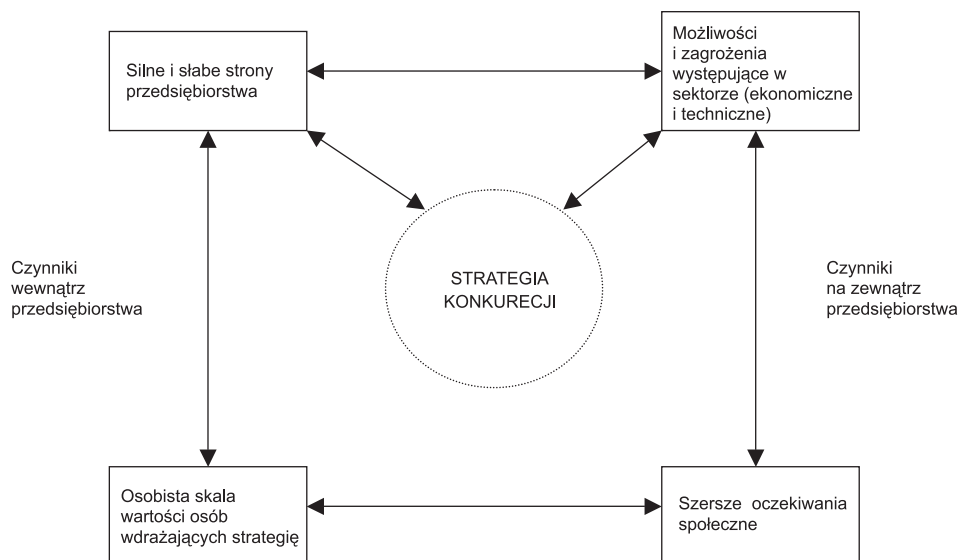 Silne i słabe strony
przedsiębiorstwa
Możliwości
i zagrożenia
występujące w
sektorze (ekonomiczne
i techniczne)
STRATEGIA
KONKURECJI
Czynniki
wewnątrz
przedsiębiorstwa
Czynniki
na zewnątrz
przedsiębiorstwa
Osobista skala
wartości osób
wdrażających strategię
Szersze oczekiwania
społeczne